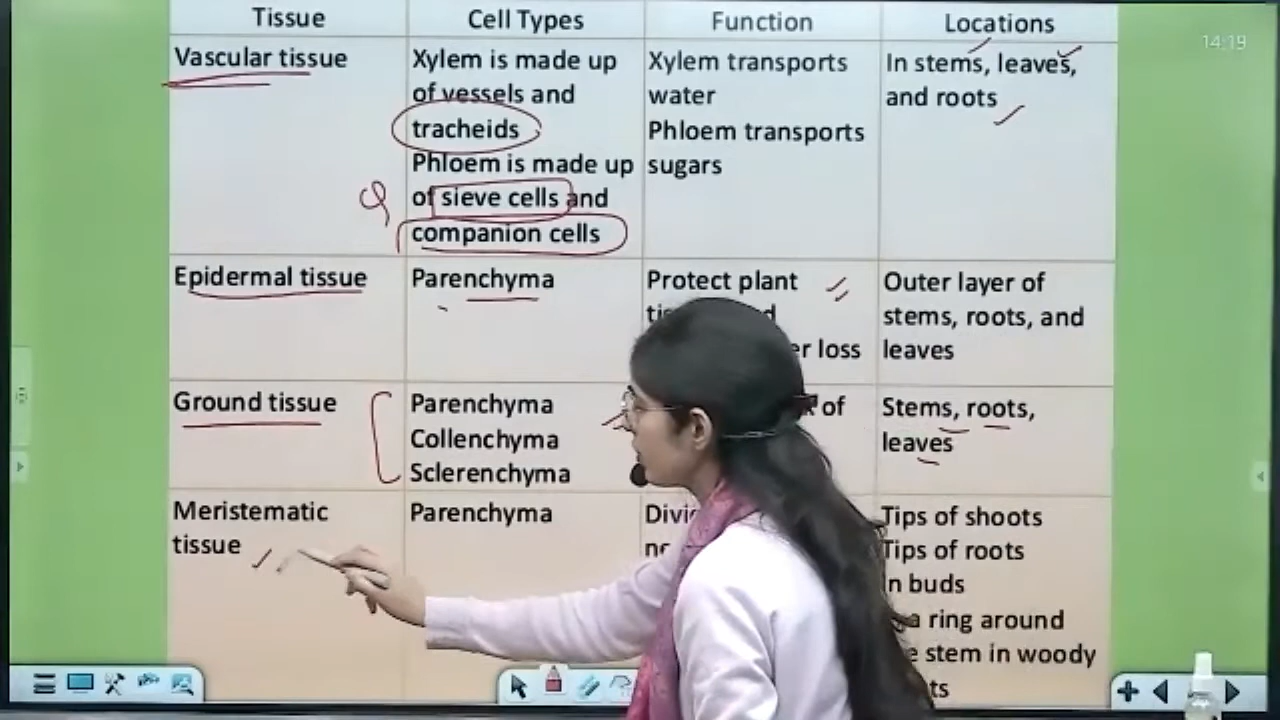 Tissue
Cell Types
Function
Locations
14:19
Vascular tissue
Xylem is made up
of vessels and
tracheids
Phloem is made up
of sieve cells and
companion cells
Xylem transports
water
Phloem transports
sugars
In stems, leaves,
and roots
Epidermal tissue
Parenchyma
Protect plant
loss
Outer layer of
stems, roots, and
leaves
Ground tissue
Parenchyma
Collenchyma
Sclerenchyma
of
Stems, roots,
leaves
Meristematic
tissue
Parenchyma
Tips of shoots
Tips of roots
In buds
a ring around
stem in woody